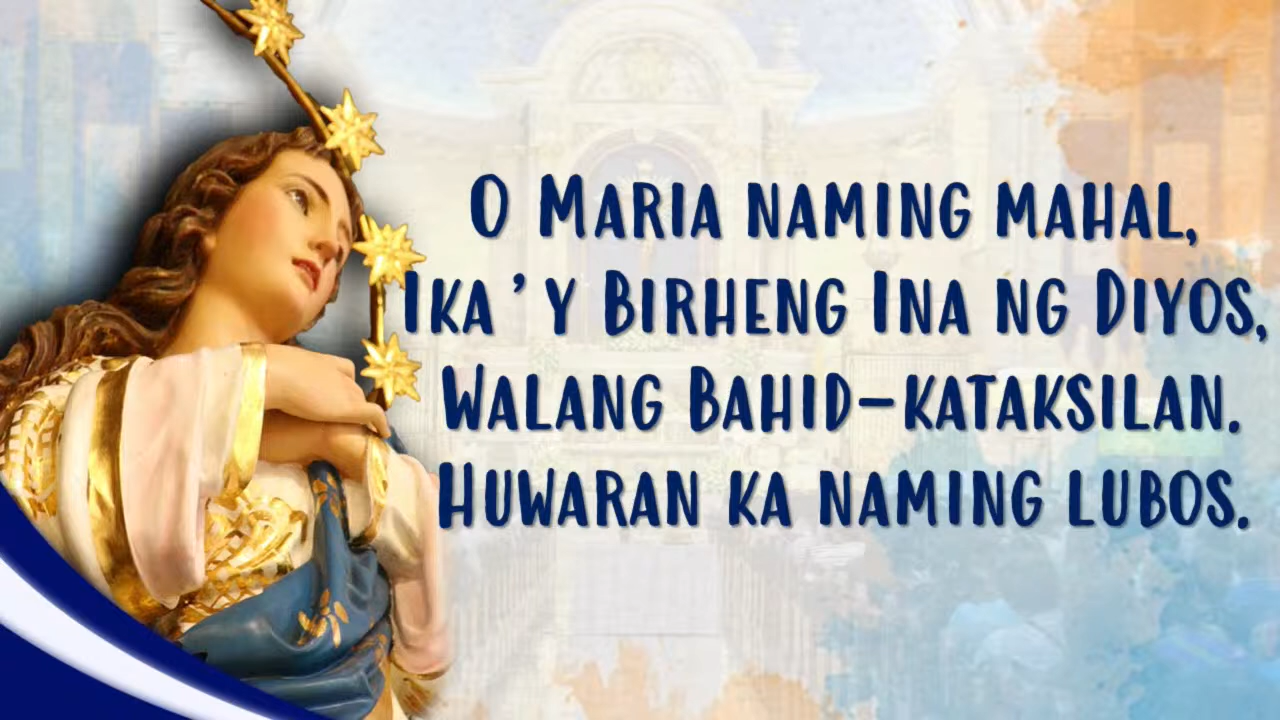 O Maria naming mahal,
Ika'y Birheng Ina ng Diyos,
Walang Bahid-kataksilan.
Huwaran ka naming lubos.